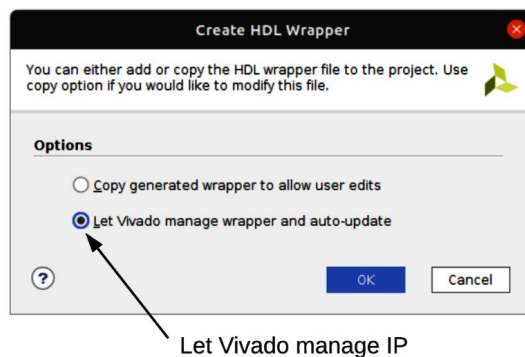 Create HDL Wrapper
You can either add or copy the HDL wrapper file to the project. Use
copy option if you would like to modify this file.
Options
Copy generated wrapper to allow user edits
Let Vivado manage wrapper and auto-update
?
OK
Cancel
Let Vivado manage IP